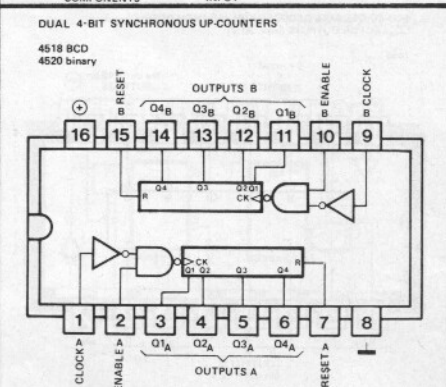 DUAL 4-BIT SYNCHRONOUS UP-COUNTERS
4518 BCD
4520 binary
OUTPUTS B
B RESET
Q4B Q3B Q2B Q1B
B ENABLE
B CLOCK
16 15 14 13 12 11 10 9
Q4 Q3 Q2 Q1
R CK
CK R
Q1 Q2 Q3 Q4
1 2 3 4 5 6 7 8
CLOCK A
ENABLE A
Q1A Q2A Q3A Q4A
RESET A
OUTPUTS A